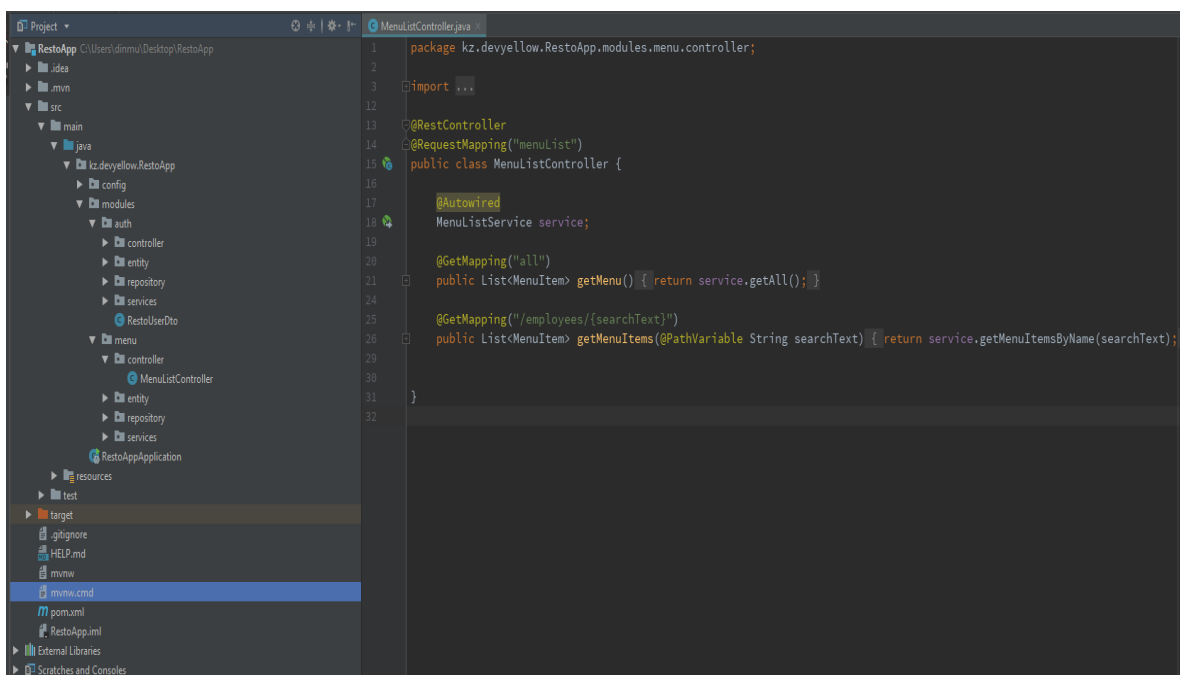 Project
RestoApp C:\Users\dinmu\Desktop\RestoApp
.idea
.mvn
src
main
java
kz.devyellow.RestoApp
config
modules
auth
controller
entity
repository
services
RestoUserDto
menu
controller
MenuListController
entity
repository
services
RestoAppApplication
resources
test
target
.gitignore
HELP.md
mvnw
mvnw.cmd
pom.xml
RestoApp.iml
External Libraries
Scratches and Consoles
MenuListController.java
1 package kz.devyellow.RestoApp.modules.menu.controller;
2
3 import ...
12
13 @RestController
14 @RequestMapping("menuList")
15 public class MenuListController {
16
17 @Autowired
18 MenuListService service;
19
20 @GetMapping("all")
21 public List<MenuItem> getMenu() { return service.getAll(); }
24
25 @GetMapping("/employees/{searchText}")
26 public List<MenuItem> getMenuItems(@PathVariable String searchText) { return service.getMenuItemsByName(searchText);
29
30
31 }
32